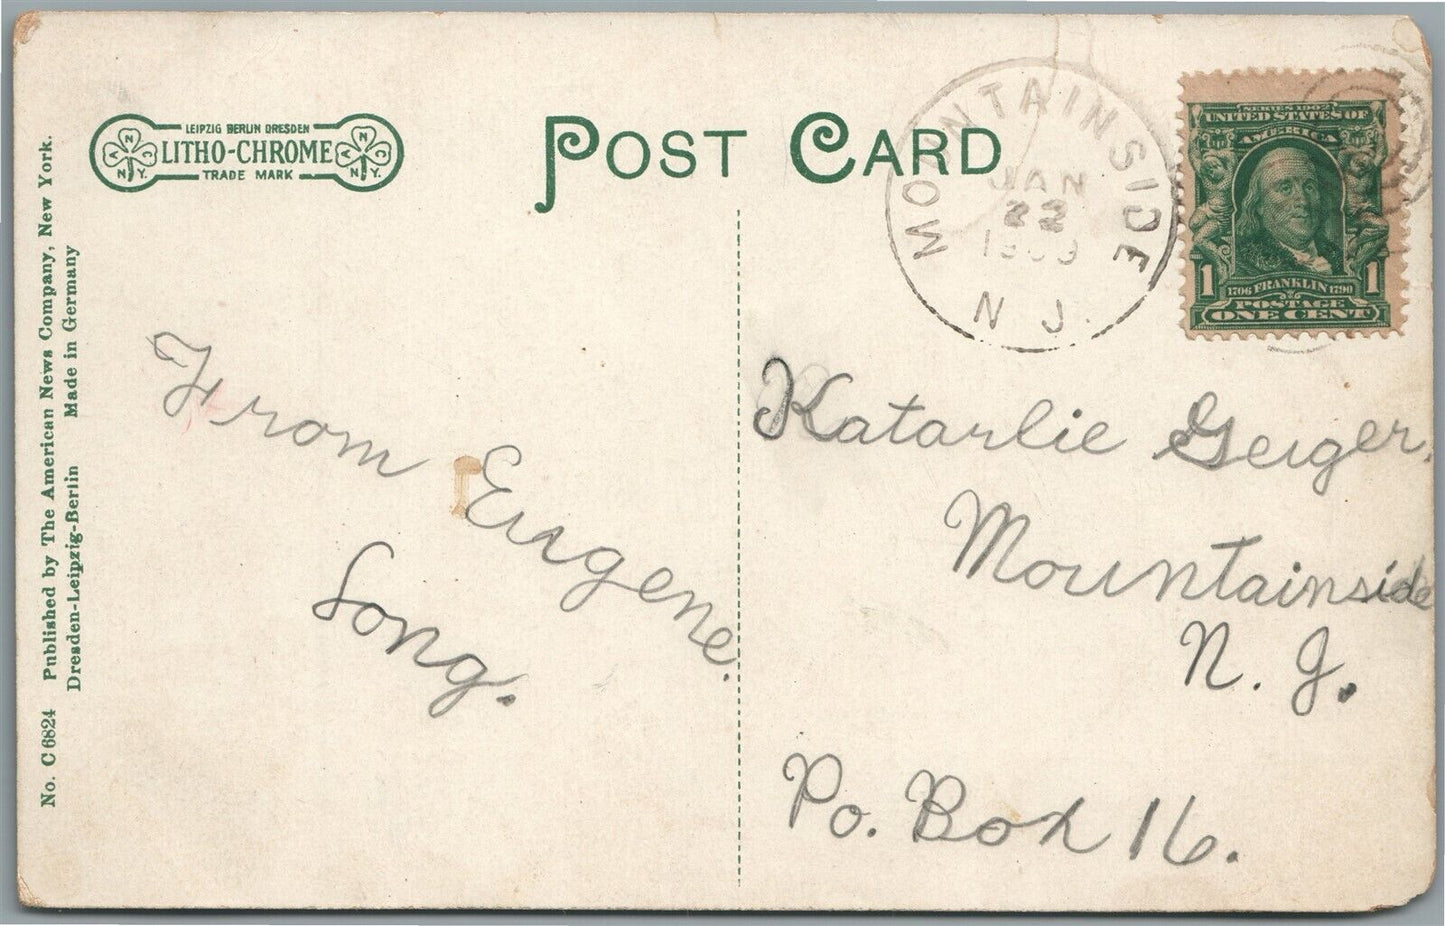 LEIPZIG BERLIN DRESDEN
LITHO-CHROME
TRADE MARK
N.Y.
N.Y.
POST CARD
MOUNTAINSIDE
JAN
22
1909
N J.
SERIES 1902
UNITED STATES OF
AMERICA
1 1
1706 FRANKLIN 1790
POSTAGE
ONE CENT
No. C 6824 Published by The American News Company, New York.
Dresden-Leipzig-Berlin Made in Germany
From Eugene.
Long.
Katarlie Geiger.
Mountainside
N. J.
Po. Box 16.